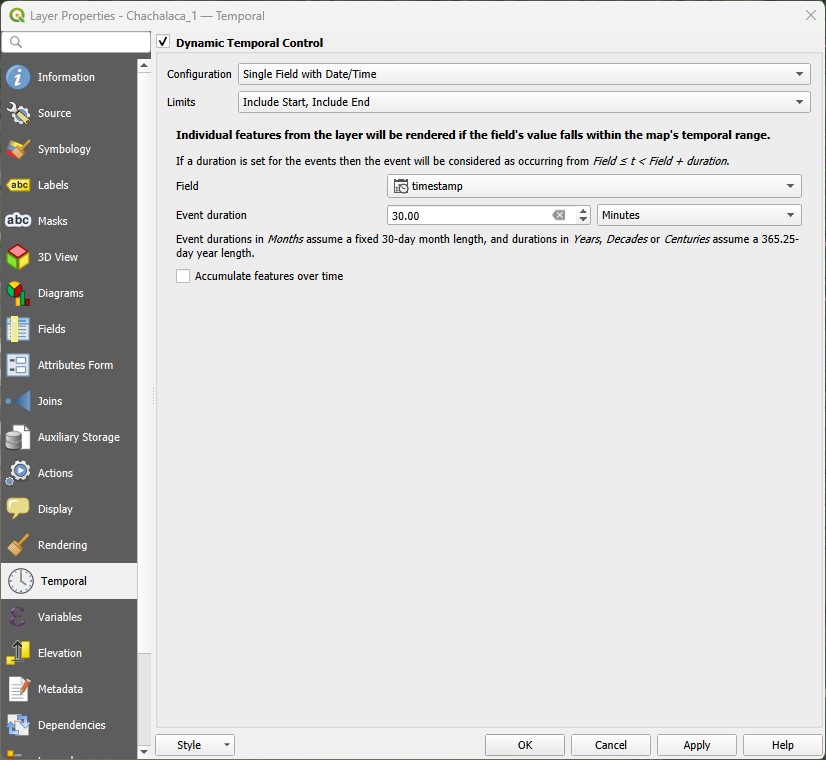 Layer Properties - Chachalaca_1 — Temporal
Information
Source
Symbology
abc Labels
abc Masks
3D View
Diagrams
Fields
Attributes Form
Joins
Auxiliary Storage
Actions
Display
Rendering
Temporal
Variables
Elevation
Metadata
Dependencies
Dynamic Temporal Control
Configuration Single Field with Date/Time
Limits Include Start, Include End
Individual features from the layer will be rendered if the field's value falls within the map's temporal range.
If a duration is set for the events then the event will be considered as occurring from Field ≤ t < Field + duration.
Field timestamp
Event duration 30.00 Minutes
Event durations in Months assume a fixed 30-day month length, and durations in Years, Decades or Centuries assume a 365.25-
day year length.
Accumulate features over time
Style OK Cancel Apply Help